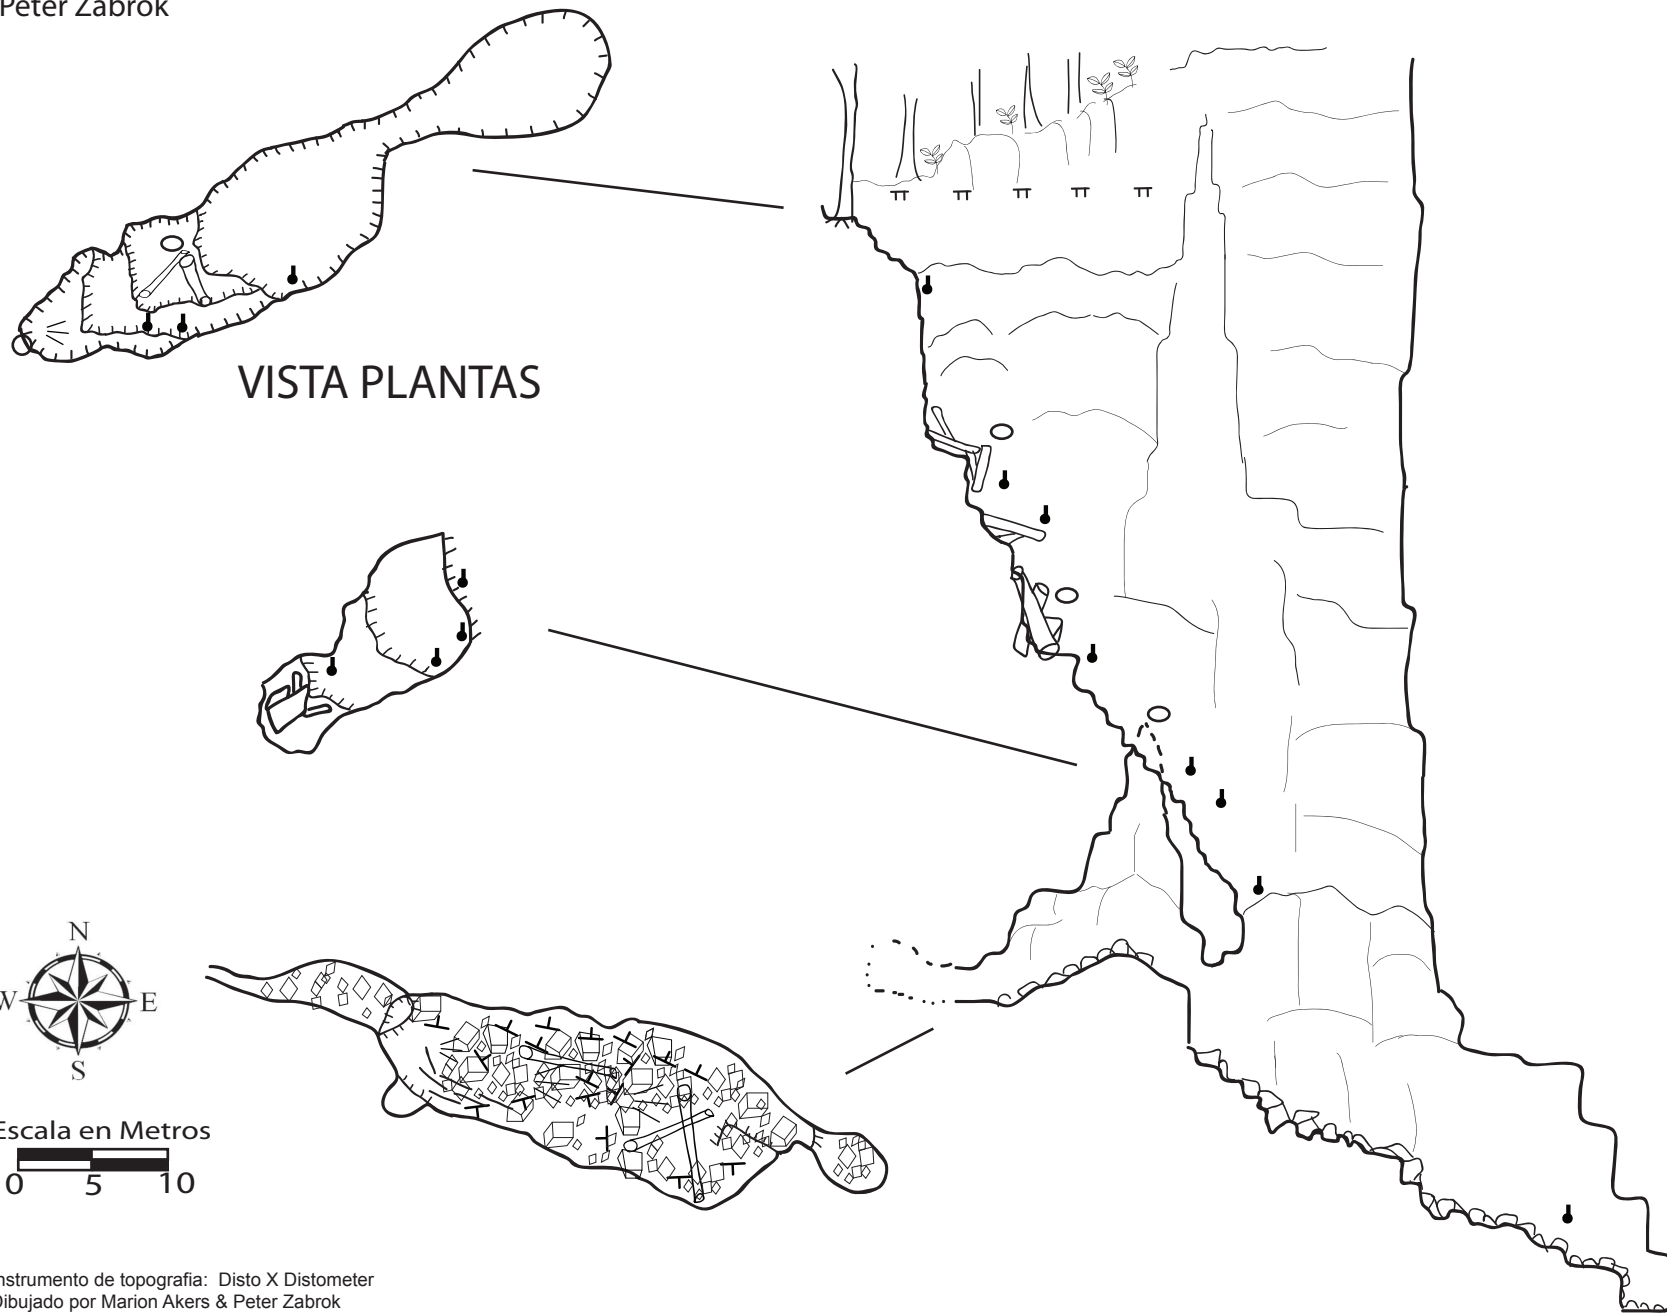 Peter Zabrok
VISTA PLANTAS
N
W E
S
Escala en Metros
0 5 10
nstrumento de topografia: Disto X Distometer
Dibujado por Marion Akers & Peter Zabrok